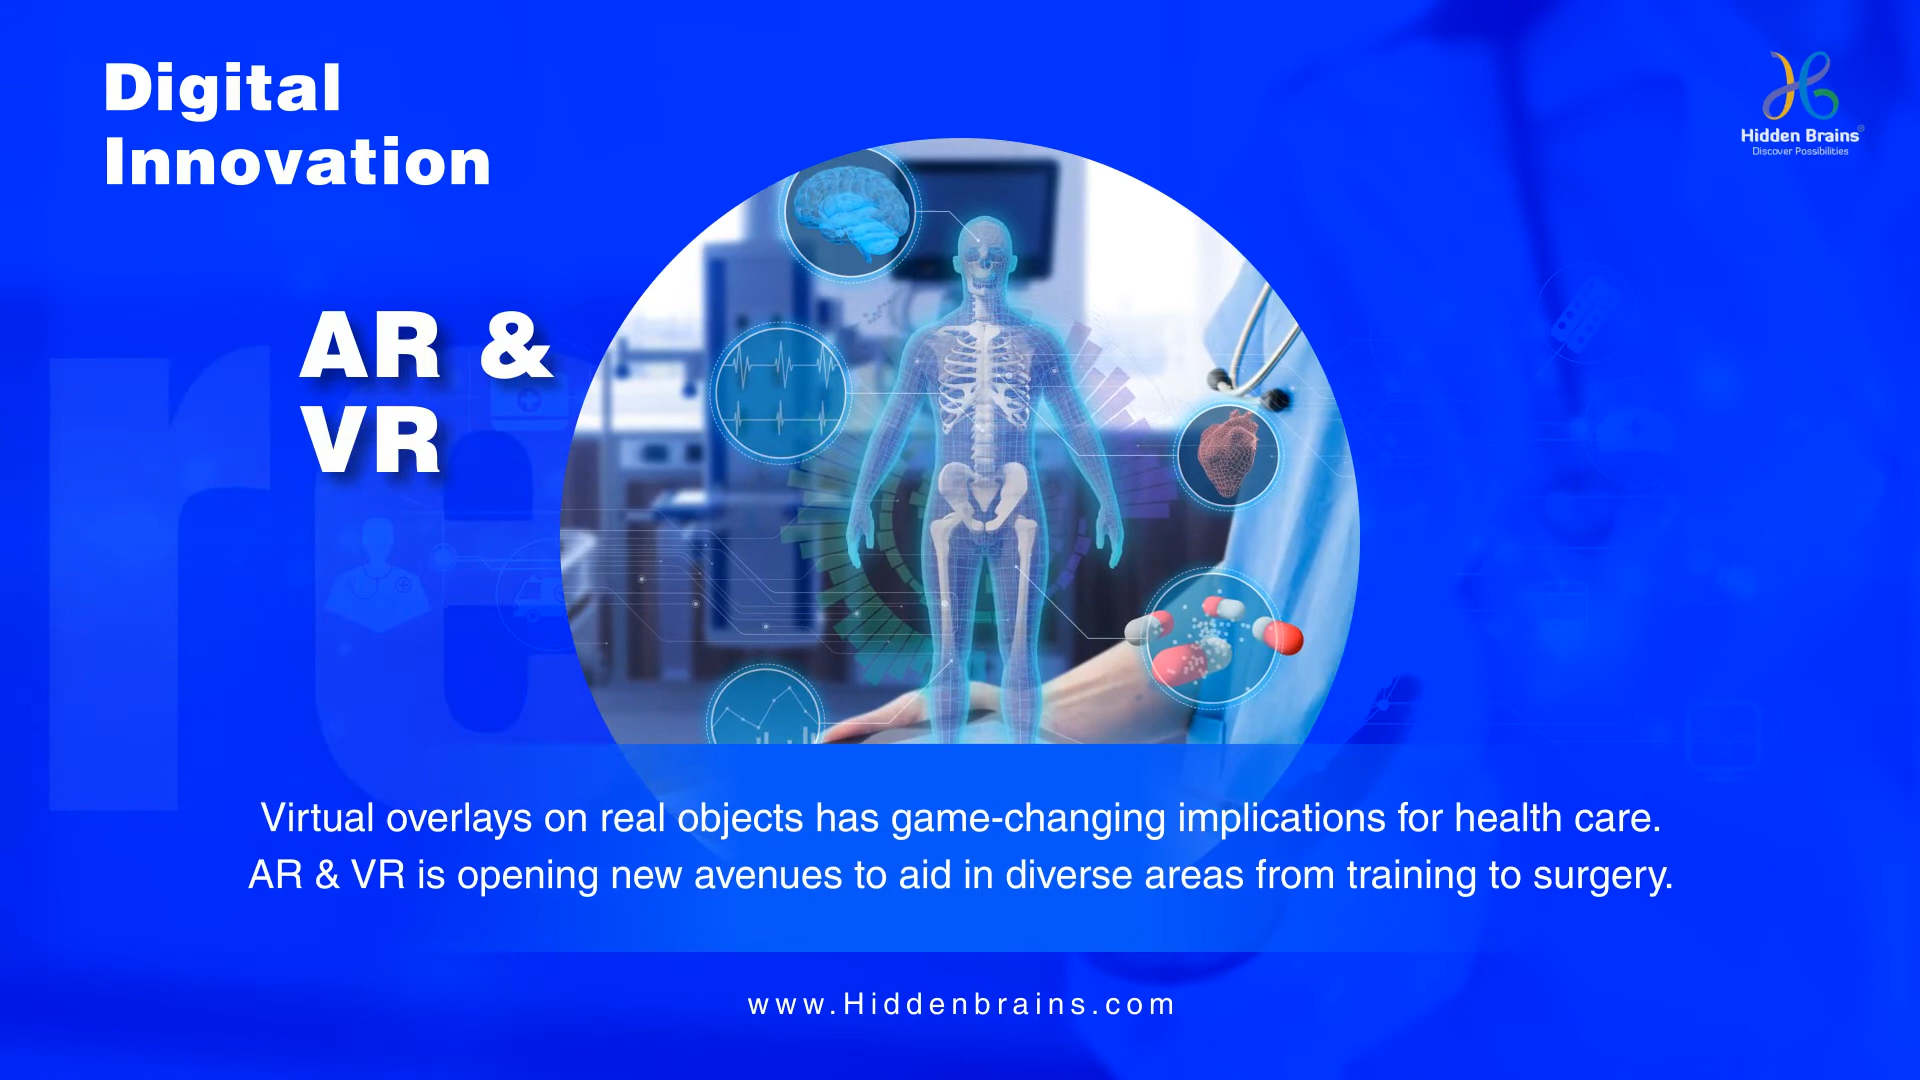 Digital
Innovation
Hidden Brains®
Discover Possibilities
AR &
VR
re
Virtual overlays on real objects has game-changing implications for health care.
AR & VR is opening new avenues to aid in diverse areas from training to surgery.
www.Hiddenbrains.com